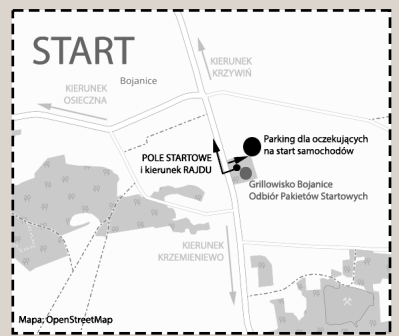 START
KIERUNEK
KRZYWIŃ
Bojanice
KIERUNEK
OSIECZNA
Parking dla oczekujących
na start samochodów
POLE STARTOWE
i kierunek RAJDU
Grillowisko Bojanice
Odbiór Pakietów Startowych
KIERUNEK
KRZEMIENIEWO
Mapa; OpenStreetMap